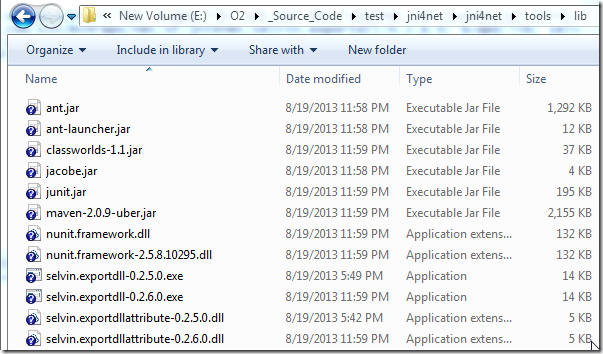 New Volume (E:) ▸ O2 ▸ _Source_Code ▸ test ▸ jni4net ▸ jni4net ▸ tools ▸ lib
Organize ▾ Include in library ▾ Share with ▾ New folder
Name Date modified Type Size
ant.jar 8/19/2013 11:58 PM Executable Jar File 1,292 KB
ant-launcher.jar 8/19/2013 11:58 PM Executable Jar File 12 KB
classworlds-1.1.jar 8/19/2013 11:59 PM Executable Jar File 37 KB
jacobe.jar 8/19/2013 11:58 PM Executable Jar File 4 KB
junit.jar 8/19/2013 11:59 PM Executable Jar File 195 KB
maven-2.0.9-uber.jar 8/19/2013 11:59 PM Executable Jar File 2,155 KB
nunit.framework.dll 8/19/2013 11:59 PM Application extens... 132 KB
nunit.framework-2.5.8.10295.dll 8/19/2013 11:59 PM Application extens... 132 KB
selvin.exportdll-0.2.5.0.exe 8/19/2013 5:49 PM Application 14 KB
selvin.exportdll-0.2.6.0.exe 8/19/2013 11:59 PM Application 14 KB
selvin.exportdllattribute-0.2.5.0.dll 8/19/2013 5:42 PM Application extens... 5 KB
selvin.exportdllattribute-0.2.6.0.dll 8/19/2013 11:59 PM Application extens... 5 KB